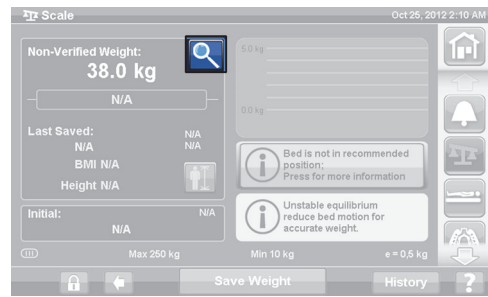 Scale
Oct 25, 2012 2:10 AM
Non-Verified Weight:
38.0 kg
N/A
Last Saved:
N/A
N/A
N/A
BMI N/A
Height N/A
Initial:
N/A
N/A
5.0 kg
0.0 kg
Bed is not in recommended
position;
Press for more information
Unstable equilibrium
reduce bed motion for
accurate weight.
Max 250 kg
Min 10 kg
e = 0,5 kg
Save Weight
History
?